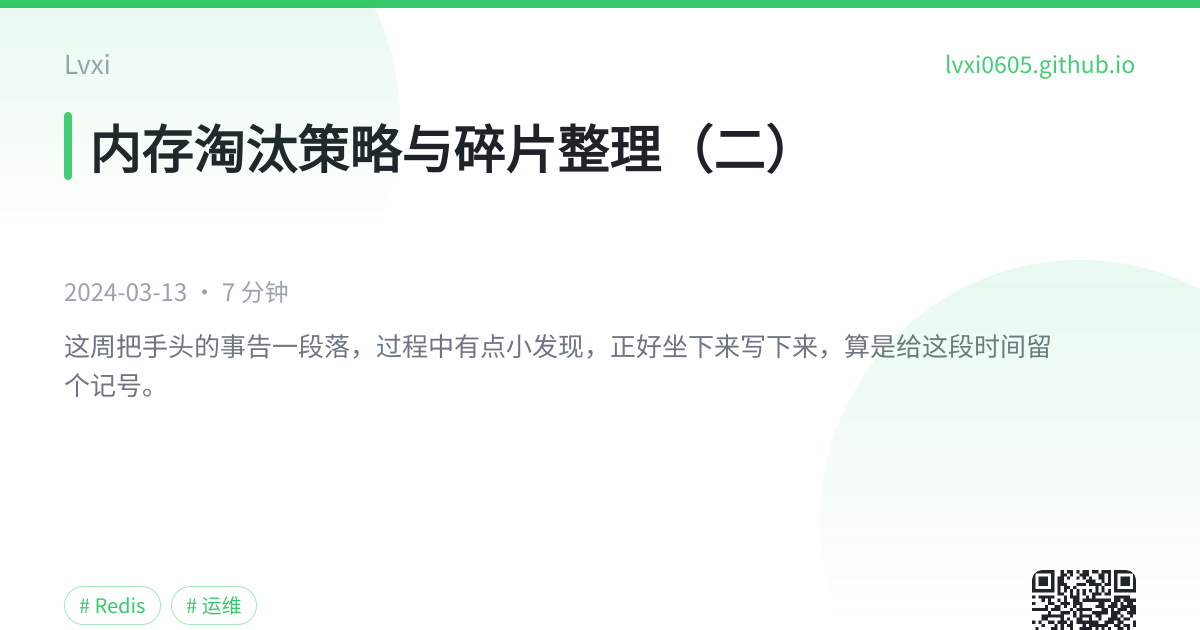 Lvxi
lvxi0605.github.io
内存淘汰策略与碎片整理（二）
2024-03-13 · 7 分钟
这周把手头的事告一段落，过程中有点小发现，正好坐下来写下来，算是给这段时间留
个记号。
# Redis
# 运维